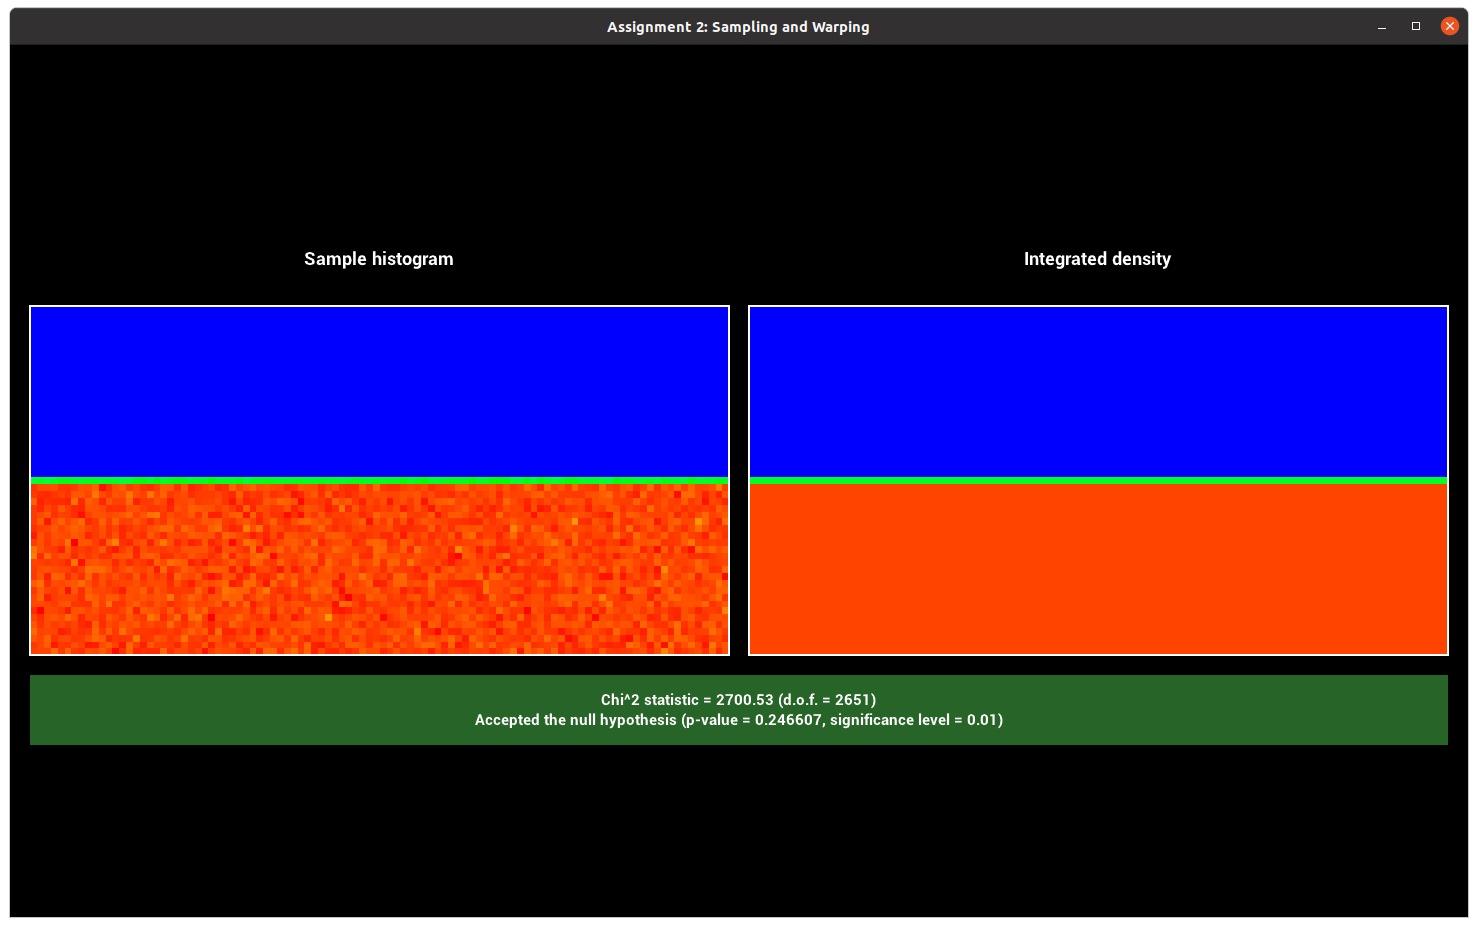 Assignment 2: Sampling and Warping
Sample histogram
Integrated density
Chi^2 statistic = 2700.53 (d.o.f. = 2651)
Accepted the null hypothesis (p-value = 0.246607, significance level = 0.01)